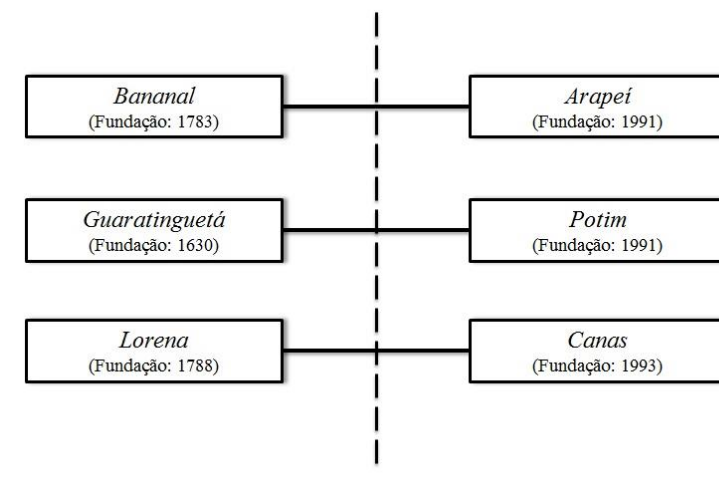 Bananal
(Fundação: 1783)
Arapeí
(Fundação: 1991)
Guaratinguetá
(Fundação: 1630)
Potim
(Fundação: 1991)
Lorena
(Fundação: 1788)
Canas
(Fundação: 1993)